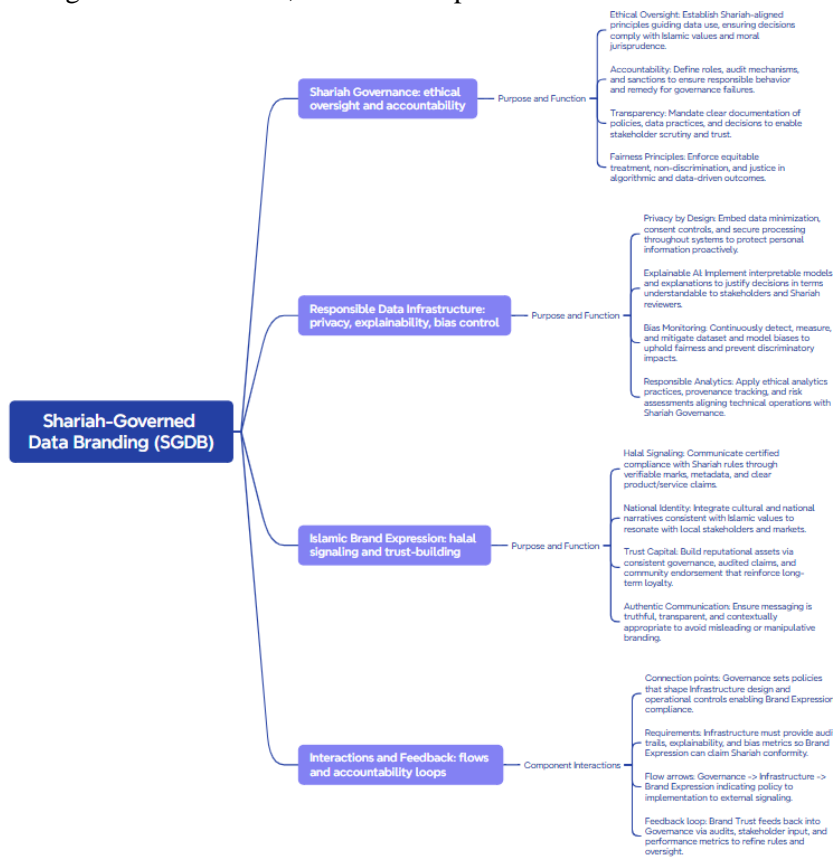 Ethical Oversight: Establish Shariah-aligned
principles guiding data use, ensuring decisions
comply with Islamic values and moral
jurisprudence.
Shariah Governance: ethical
oversight and accountability
Purpose and Function
Accountability: Define roles, audit mechanisms,
and sanctions to ensure responsible behavior
and remedy for governance failures.
Transparency: Mandate clear documentation of
policies, data practices, and decisions to enable
stakeholder scrutiny and trust.
Fairness Principles: Enforce equitable
treatment, non-discrimination, and justice in
algorithmic and data-driven outcomes.
Privacy by Design: Embed data minimization,
consent controls, and secure processing
throughout systems to protect personal
information proactively.
Responsible Data Infrastructure:
privacy, explainability, bias control
Purpose and Function
Explainable AI: Implement interpretable models
and explanations to justify decisions in terms
understandable to stakeholders and Shariah
reviewers.
Bias Monitoring: Continuously detect, measure,
and mitigate dataset and model biases to
uphold fairness and prevent discriminatory
impacts.
Responsible Analytics: Apply ethical analytics
practices, provenance tracking, and risk
assessments aligning technical operations with
Shariah Governance.
Shariah-Governed
Data Branding (SGDB)
Halal Signaling: Communicate certified
compliance with Shariah rules through
verifiable marks, metadata, and clear
product/service claims.
Islamic Brand Expression: halal
signaling and trust-building
Purpose and Function
National Identity: Integrate cultural and national
narratives consistent with Islamic values to
resonate with local stakeholders and markets.
Trust Capital: Build reputational assets via
consistent governance, audited claims, and
community endorsement that reinforce long-
term loyalty.
Authentic Communication: Ensure messaging is
truthful, transparent, and contextually
appropriate to avoid misleading or manipulative
branding.
Connection points: Governance sets policies
that shape Infrastructure design and
operational controls enabling Brand Expression
compliance.
Interactions and Feedback: flows
and accountability loops
Component Interactions
Requirements: Infrastructure must provide audi
trails, explainability, and bias metrics so Brand
Expression can claim Shariah conformity.
Flow arrows: Governance -> Infrastructure ->
Brand Expression indicating policy to
implementation to external signaling.
Feedback loop: Brand Trust feeds back into
Governance via audits, stakeholder input, and
performance metrics to refine rules and
oversight.